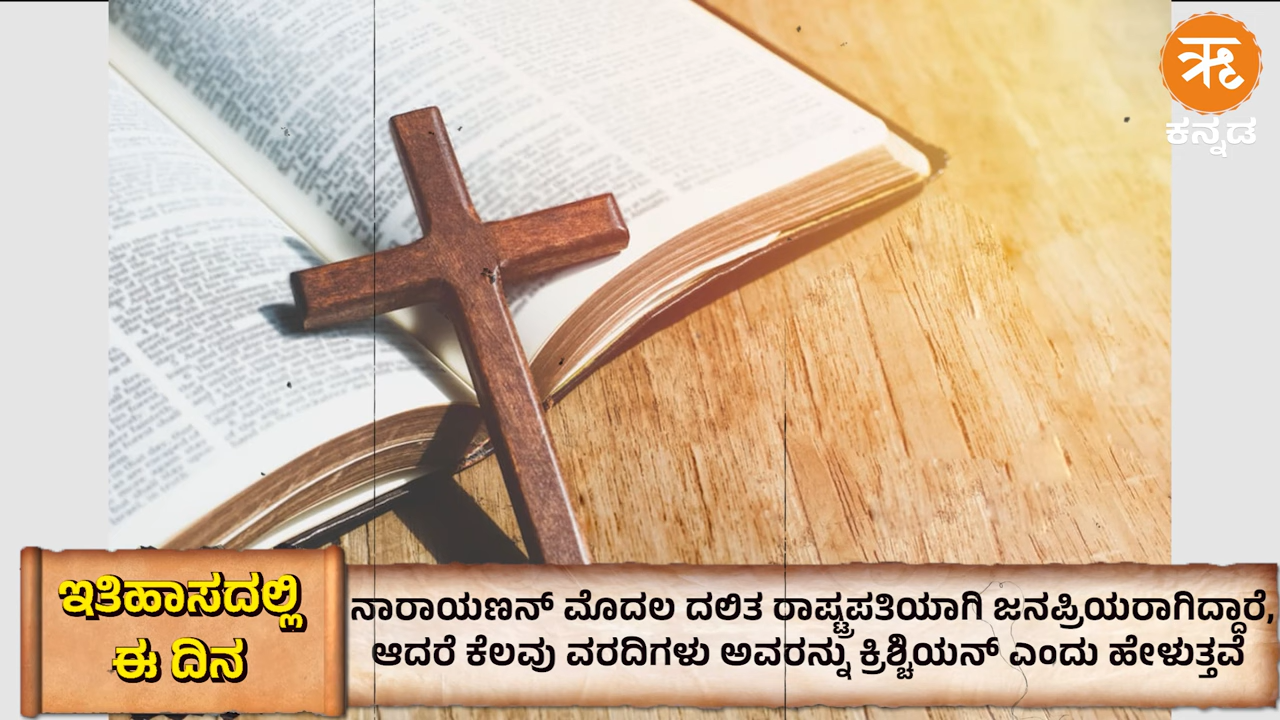 ऋ
ಕನ್ನಡ
ಇತಿಹಾಸದಲ್ಲಿ
ಈ ದಿನ
ನಾರಾಯಣನ್ ಮೊದಲ ದಲಿತ ರಾಷ್ಟ್ರಪತಿಯಾಗಿ ಜನಪ್ರಿಯರಾಗಿದ್ದಾರೆ,
ಆದರೆ ಕೆಲವು ವರದಿಗಳು ಅವರನ್ನು ಕ್ರಿಶ್ಚಿಯನ್ ಎಂದು ಹೇಳುತ್ತವೆ